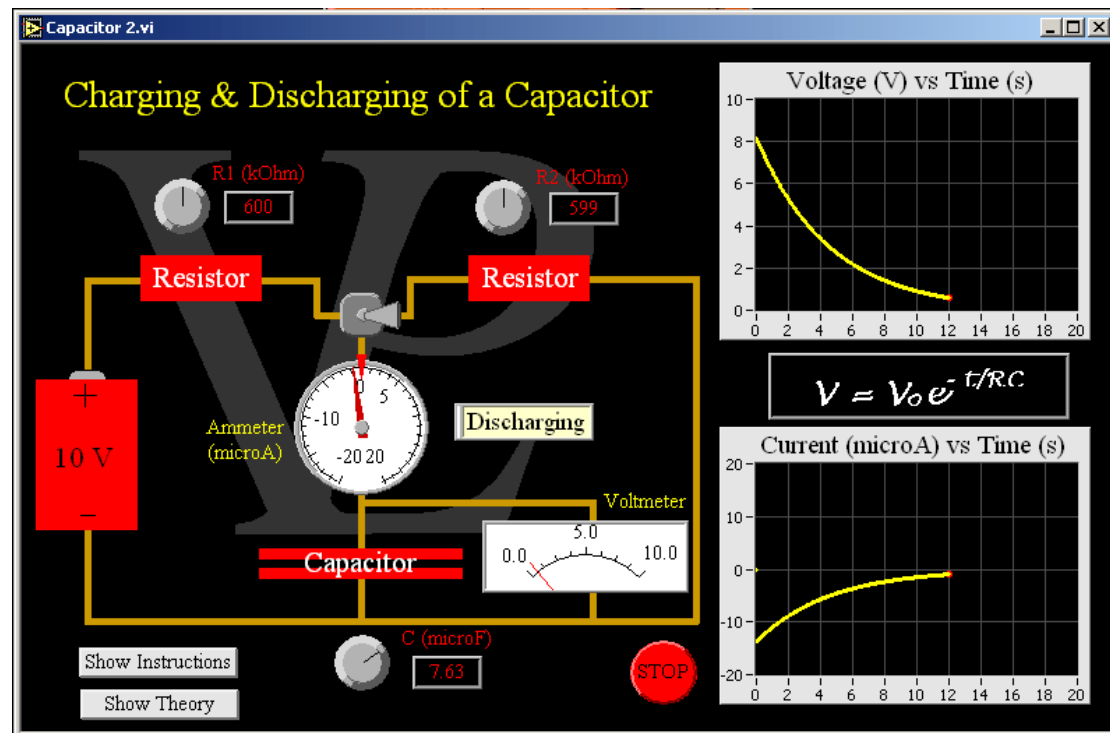 Capacitor 2.vi
Charging & Discharging of a Capacitor
R1 (kOhm)
600
R2 (kOhm)
599
Resistor
Resistor
+
10 V
−
Ammeter
(microA)
0
5
-10
-20 20
Discharging
Voltmeter
0.0
5.0
10.0
Capacitor
C (microF)
7.63
STOP
Show Instructions
Show Theory
Voltage (V) vs Time (s)
10
8
6
4
2
0
0 2 4 6 8 10 12 14 16 18 20
V = V₀ e^-t/RC
Current (microA) vs Time (s)
20
10
0
-10
-20
0 2 4 6 8 10 12 14 16 18 20